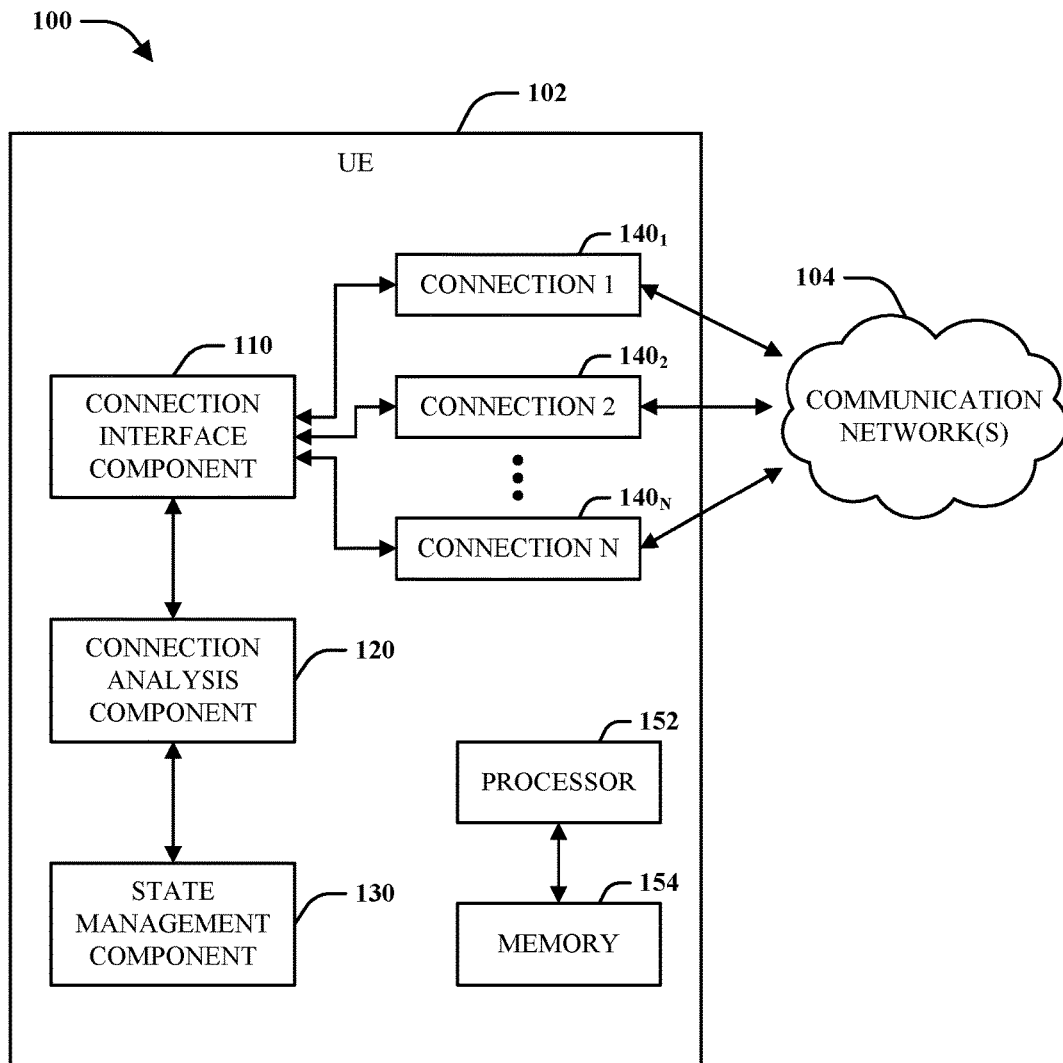 100
102
UE
140₁
CONNECTION 1
104
110
140₂
CONNECTION
INTERFACE
COMPONENT
CONNECTION 2
COMMUNICATION
NETWORK(S)
140N
CONNECTION N
CONNECTION
ANALYSIS
COMPONENT
120
152
PROCESSOR
STATE
MANAGEMENT
COMPONENT
130
154
MEMORY